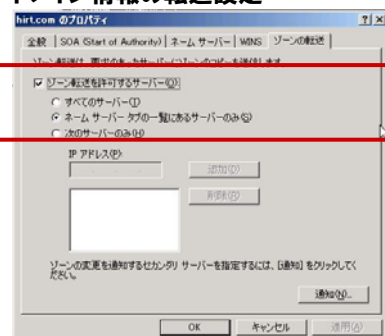 hirt.com のプロパティ
全般 SOA (Start of Authority) ネーム サーバー WINS ゾーンの転送
ゾーン転送を許可するサーバー(O):
すべてのサーバー(T)
ネーム サーバー タブの一覧にあるサーバーのみ(S)
次のサーバーのみ(H)
IP アドレス(P):
追加(D)
削除(R)
ゾーンの変更を通知するセカンダリ サーバーを指定するには、[通知] をクリックしてく
ださい。
通知(N)...
OK キャンセル 適用(A)